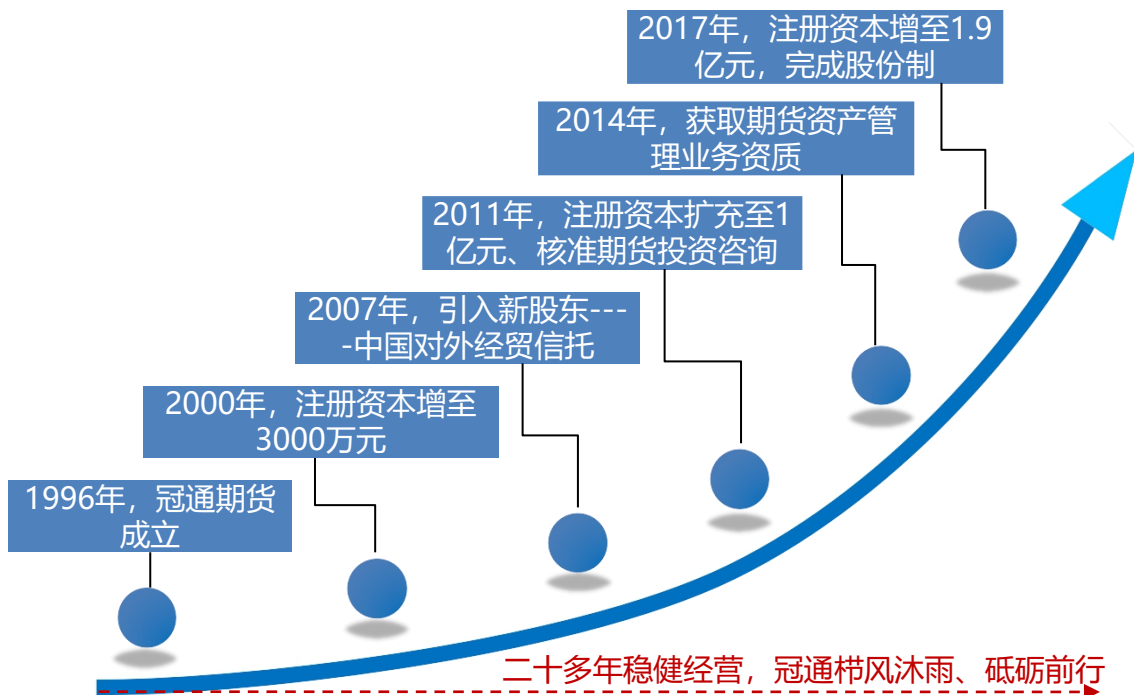 2017年，注册资本增至1.9
亿元，完成股份制
2014年，获取期货资产管
理业务资质
2011年，注册资本扩充至1
亿元、核准期货投资咨询
2007年，引入新股东---
-中国对外经贸信托
2000年，注册资本增至
3000万元
1996年，冠通期货
成立
二十多年稳健经营，冠通栉风沐雨、砥砺前行